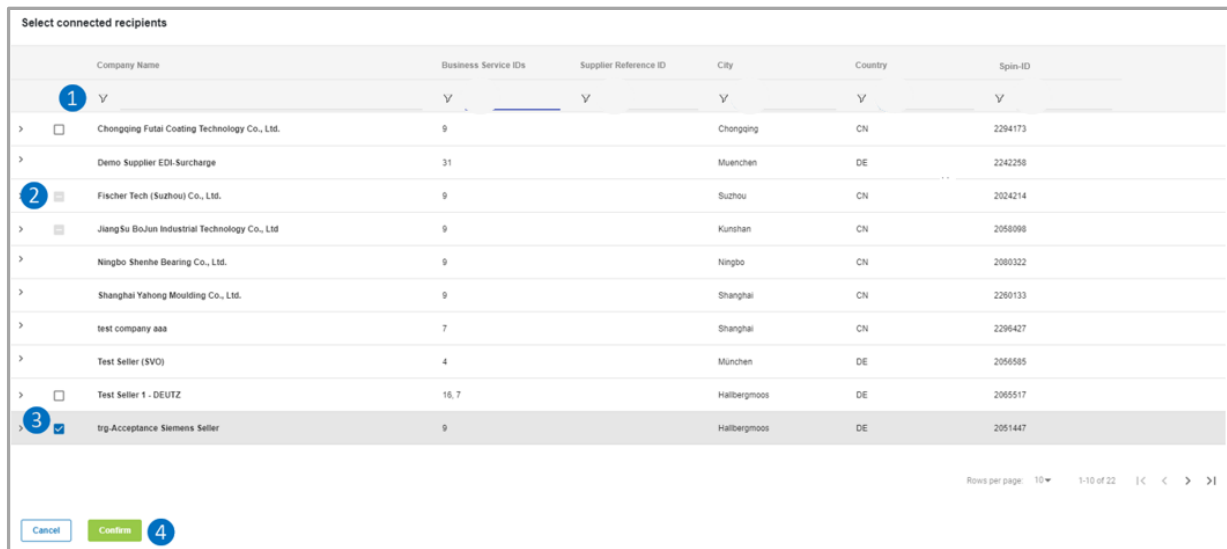 Select connected recipients
Company Name Business Service IDs Supplier Reference ID City Country Spin-ID
1
Chongqing Futai Coating Technology Co., Ltd. 9 Chongqing CN 2294173
Demo Supplier EDI-Surcharge 31 Muenchen DE 2242258
2 Fischer Tech (Suzhou) Co., Ltd. 9 Suzhou CN 2024214
JiangSu BoJun Industrial Technology Co., Ltd 9 Kunshan CN 2058098
Ningbo Shenhe Bearing Co., Ltd. 9 Ningbo CN 2080322
Shanghai Yahong Moulding Co., Ltd. 9 Shanghai CN 2260133
test company aaa 7 Shanghai CN 2296427
Test Seller (SVO) 4 München DE 2056585
Test Seller 1 - DEUTZ 16, 7 Hallbergmoos DE 2065517
3 trg-Acceptance Siemens Seller 9 Hallbergmoos DE 2051447
Rows per page: 10 1-10 of 22
Cancel Confirm 4